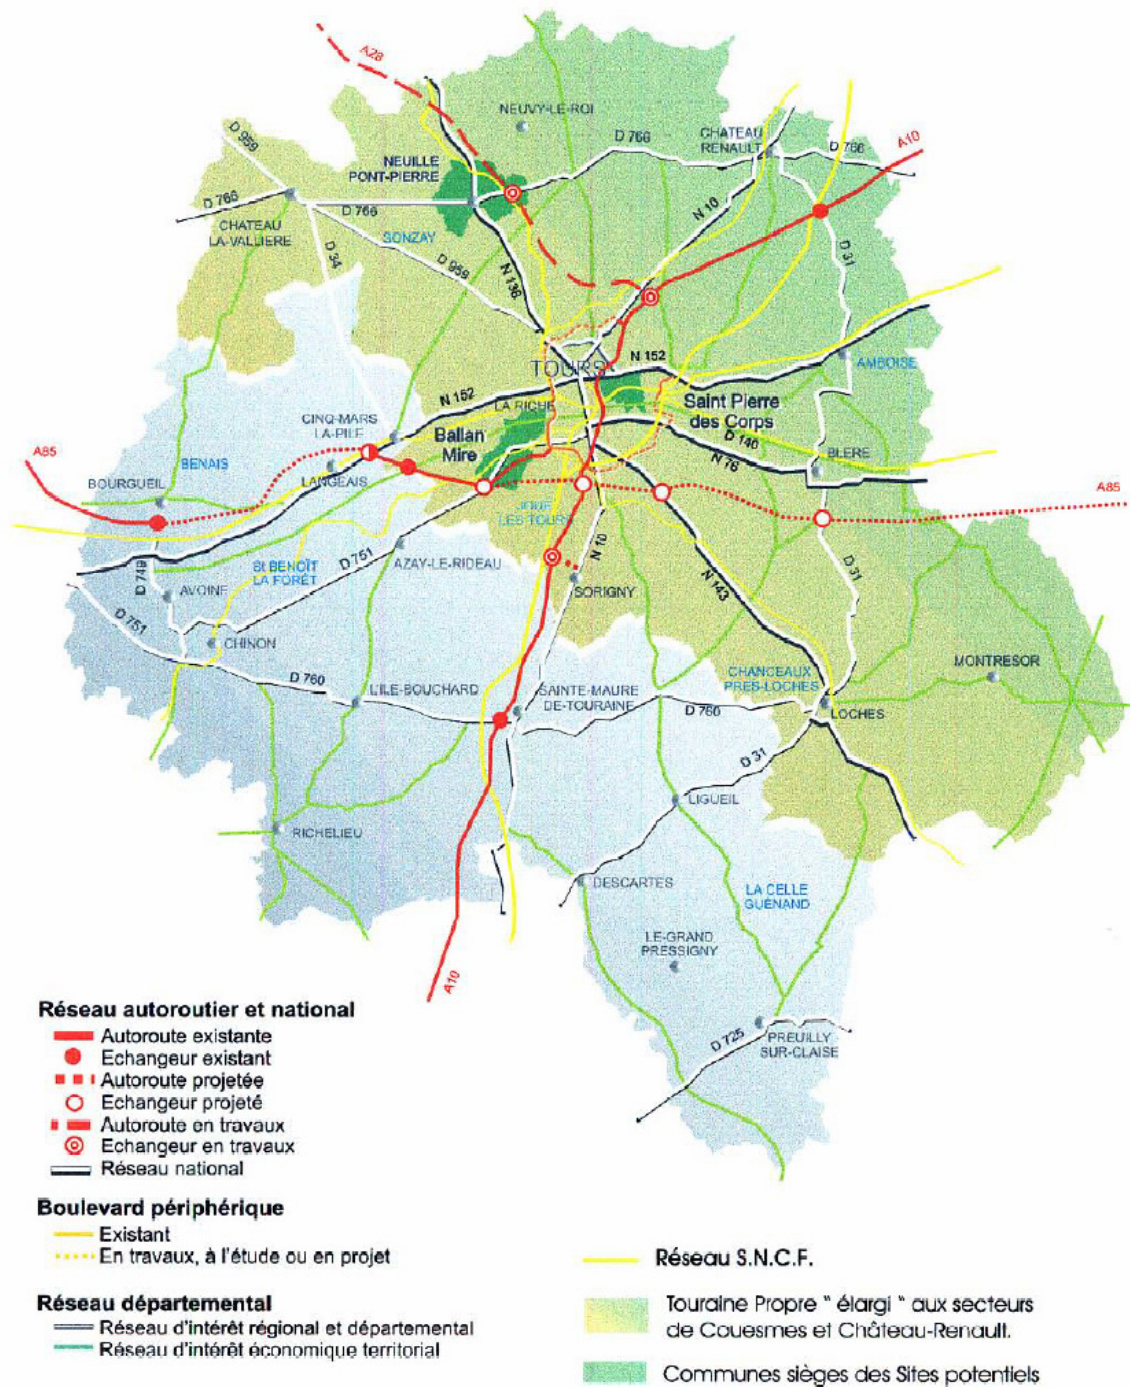 A28
NEUVY-LE-ROI
D 959
D 766
CHATEAU
RENAULT
D 766
A10
NEUILLE
PONT-PIERRE
D 766
D 766
N 10
CHATEAU
LA-VALLIERE
SONZAY
D 34
D 959
N 138
D 31
TOURS
N 152
AMBOISE
N 152
LA RICHE
Saint Pierre
des Corps
CINQ-MARS
LA-PILE
Ballan
Mire
D 140
N 76
BLERE
A85
BENAIS
BOURGUEIL
LANGEAIS
A85
JOUE
LES TOURS
D 751
N 10
St BENOÎT
LA FORÊT
AZAY-LE-RIDEAU
D 749
AVOINE
SORIGNY
N 143
D 31
D 751
CHINON
MONTRESOR
CHANCEAUX
PRES-LOCHES
D 760
L'ILE-BOUCHARD
SAINTE-MAURE
DE-TOURAINE
D 760
LOCHES
D 31
LIGUEIL
RICHELIEU
DESCARTES
LA CELLE
GUENAND
LE-GRAND
PRESSIGNY
A10
D 725
PREUILLY
SUR-CLAISE
Réseau autoroutier et national
Autoroute existante
Echangeur existant
Autoroute projetée
Echangeur projeté
Autoroute en travaux
Echangeur en travaux
Réseau national
Boulevard périphérique
Existant
En travaux, à l'étude ou en projet
Réseau départemental
Réseau d'intérêt régional et départemental
Réseau d'intérêt économique territorial
Réseau S.N.C.F.
Touraine Propre " élargi " aux secteurs
de Couesmes et Château-Renault.
Communes sièges des Sites potentiels